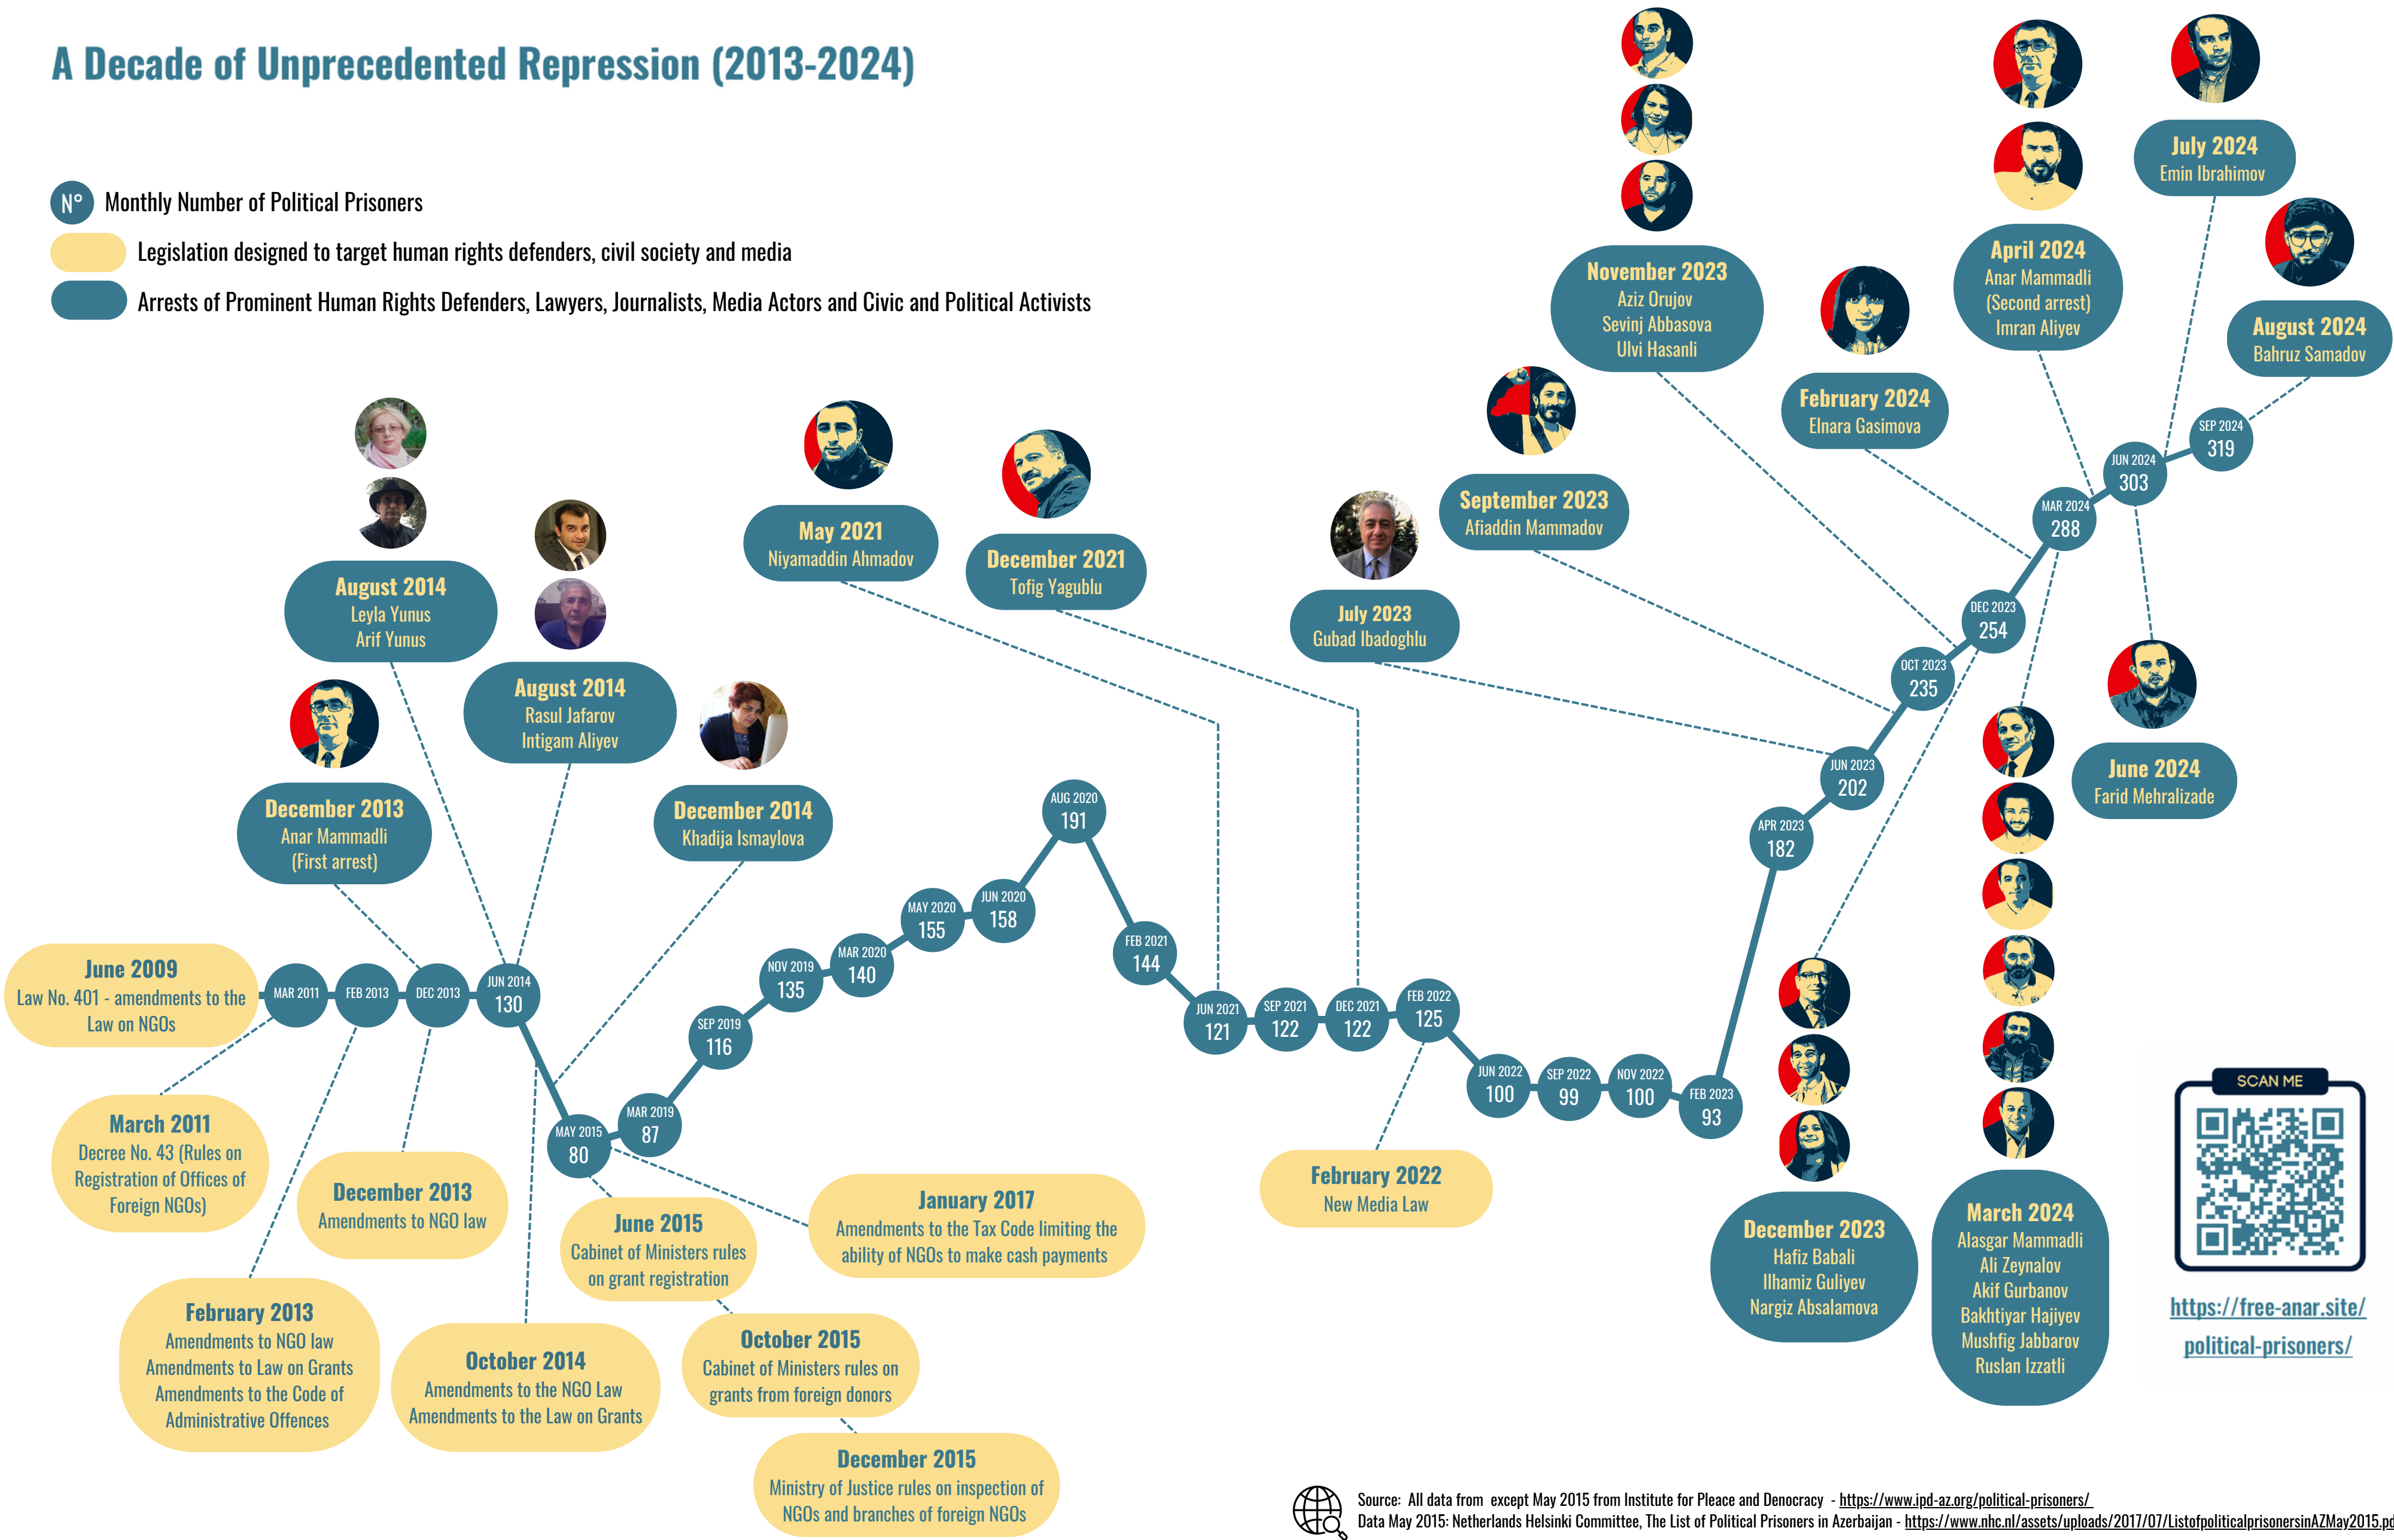 A Decade of Unprecedented Repression (2013-2024)
N°
Monthly Number of Political Prisoners
Legislation designed to target human rights defenders, civil society and media
Arrests of Prominent Human Rights Defenders, Lawyers, Journalists, Media Actors and Civic and Political Activists
June 2009
Law No. 401 - amendments to the
Law on NGOs
March 2011
Decree No. 43 (Rules on
Registration of Offices of
Foreign NGOs)
February 2013
Amendments to NGO law
Amendments to Law on Grants
Amendments to the Code of
Administrative Offences
December 2013
Amendments to NGO law
October 2014
Amendments to the NGO Law
Amendments to the Law on Grants
June 2015
Cabinet of Ministers rules
on grant registration
October 2015
Cabinet of Ministers rules on
grants from foreign donors
December 2015
Ministry of Justice rules on inspection of
NGOs and branches of foreign NGOs
January 2017
Amendments to the Tax Code limiting the
ability of NGOs to make cash payments
February 2022
New Media Law
December 2013
Anar Mammadli
(First arrest)
August 2014
Leyla Yunus
Arif Yunus
August 2014
Rasul Jafarov
Intigam Aliyev
December 2014
Khadija Ismaylova
May 2021
Niyamaddin Ahmadov
December 2021
Tofig Yagublu
July 2023
Gubad Ibadoghlu
September 2023
Afiaddin Mammadov
November 2023
Aziz Orujov
Sevinj Abbasova
Ulvi Hasanli
December 2023
Hafiz Babali
Ilhamiz Guliyev
Nargiz Absalamova
February 2024
Elnara Gasimova
March 2024
Alasgar Mammadli
Ali Zeynalov
Akif Gurbanov
Bakhtiyar Hajiyev
Mushfig Jabbarov
Ruslan Izzatli
April 2024
Anar Mammadli
(Second arrest)
Imran Aliyev
June 2024
Farid Mehralizade
July 2024
Emin Ibrahimov
August 2024
Bahruz Samadov
MAR 2011
FEB 2013
DEC 2013
JUN 2014
130
MAY 2015
80
MAR 2019
87
SEP 2019
116
NOV 2019
135
MAR 2020
140
MAY 2020
155
JUN 2020
158
AUG 2020
191
FEB 2021
144
JUN 2021
121
SEP 2021
122
DEC 2021
122
FEB 2022
125
JUN 2022
100
SEP 2022
99
NOV 2022
100
FEB 2023
93
APR 2023
182
JUN 2023
202
OCT 2023
235
DEC 2023
254
MAR 2024
288
JUN 2024
303
SEP 2024
319
SCAN ME
https://free-anar.site/
political-prisoners/
Source: All data from except May 2015 from Institute for Pleace and Denocracy - https://www.ipd-az.org/political-prisoners/
Data May 2015: Netherlands Helsinki Committee, The List of Political Prisoners in Azerbaijan - https://www.nhc.nl/assets/uploads/2017/07/ListofpoliticalprisonersinAZMay2015.pd